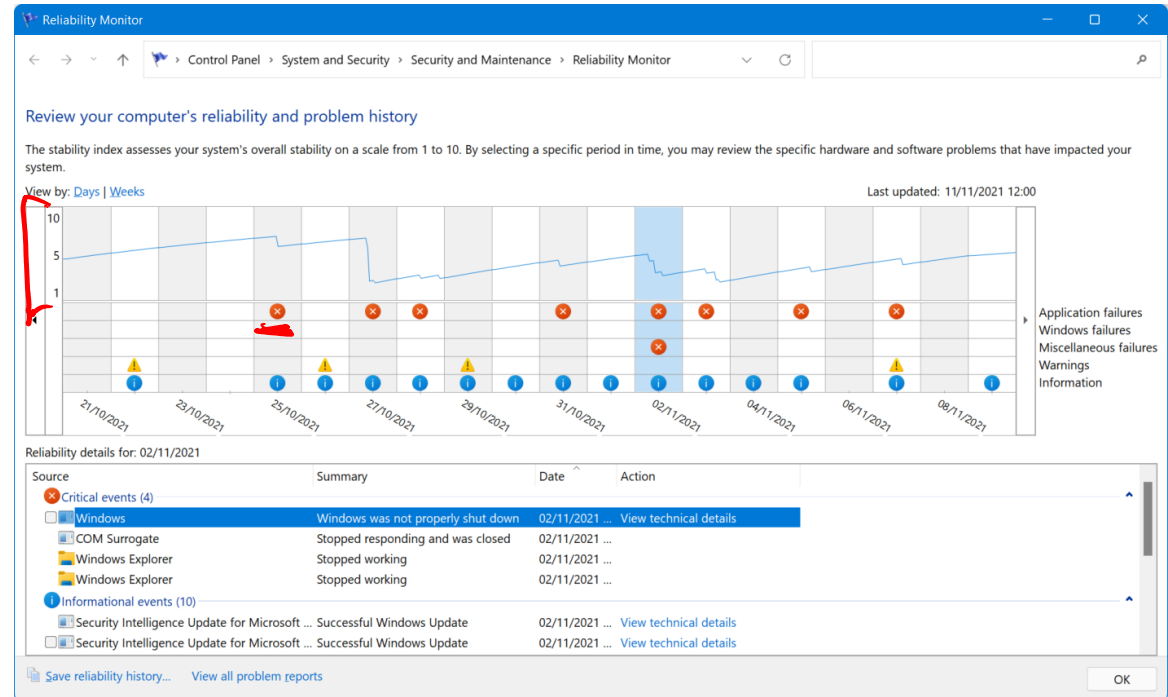 Reliability Monitor
Control Panel > System and Security > Security and Maintenance > Reliability Monitor
Review your computer's reliability and problem history
The stability index assesses your system's overall stability on a scale from 1 to 10. By selecting a specific period in time, you may review the specific hardware and software problems that have impacted your
system.
View by: Days | Weeks
Last updated: 11/11/2021 12:00
10
5
1
Application failures
Windows failures
Miscellaneous failures
Warnings
Information
21/10/2021 23/10/2021 25/10/2021 27/10/2021 29/10/2021 31/10/2021 02/11/2021 04/11/2021 06/11/2021 08/11/2021
Reliability details for: 02/11/2021
Source Summary Date Action
Critical events (4)
Windows Windows was not properly shut down 02/11/2021 ... View technical details
COM Surrogate Stopped responding and was closed 02/11/2021 ...
Windows Explorer Stopped working 02/11/2021 ...
Windows Explorer Stopped working 02/11/2021 ...
Informational events (10)
Security Intelligence Update for Microsoft ... Successful Windows Update 02/11/2021 ... View technical details
Security Intelligence Update for Microsoft ... Successful Windows Update 02/11/2021 ... View technical details
Save reliability history... View all problem reports
OK